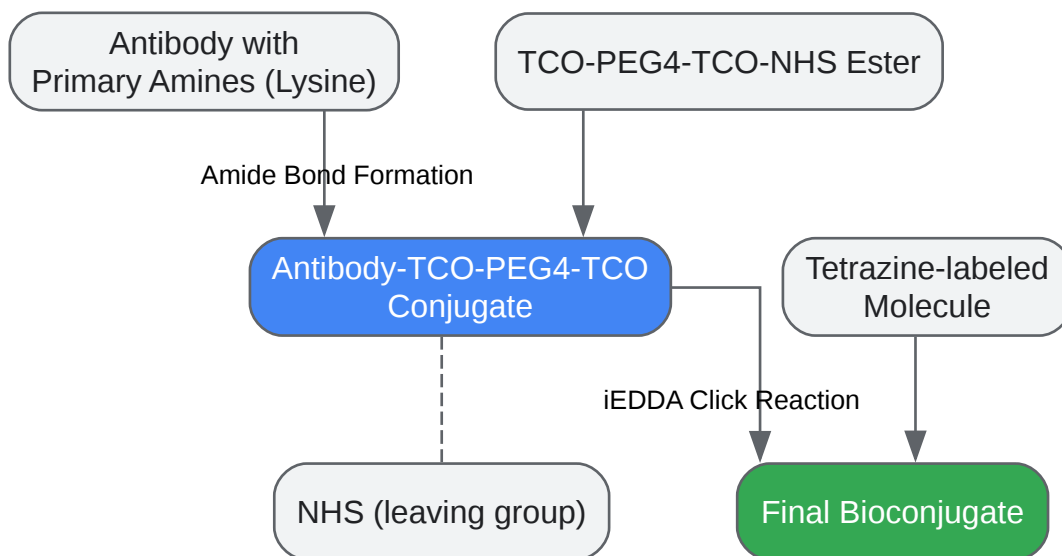 Antibody with
Primary Amines (Lysine)
TCO-PEG4-TCO-NHS Ester
Amide Bond Formation
Antibody-TCO-PEG4-TCO
Conjugate
Tetrazine-labeled
Molecule
iEDDA Click Reaction
NHS (leaving group)
Final Bioconjugate